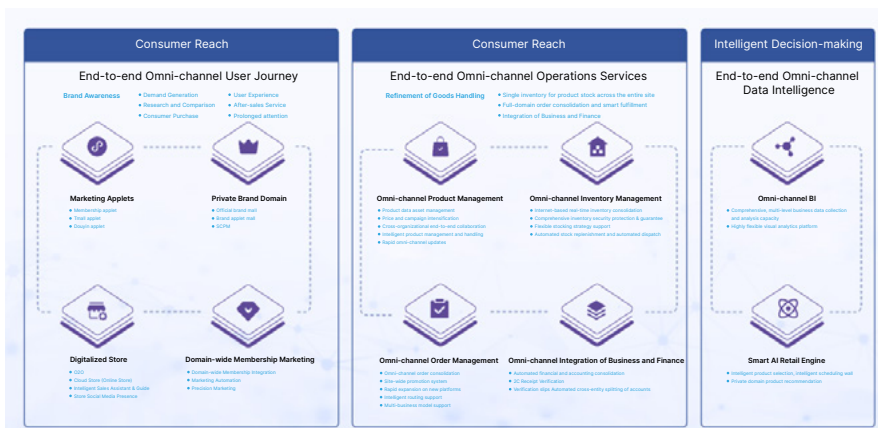 Consumer Reach
End-to-end Omni-channel User Journey
Brand Awareness
Demand Generation
Research and Comparison
Consumer Purchase
User Experience
After-sales Service
Prolonged attention
Marketing Applets
Membership applet
Tmall applet
Douyin applet
Private Brand Domain
Official brand mall
Brand applet mall
SCPM
Digitalized Store
O2O
Cloud Store (Online Store)
Intelligent Sales Assistant & Guide
Store Social Media Presence
Domain-wide Membership Marketing
Domain-wide Membership Integration
Marketing Automation
Precision Marketing
Consumer Reach
End-to-end Omni-channel Operations Services
Refinement of Goods Handling
Single inventory for product stock across the entire site
Full-domain order consolidation and smart fulfillment
Integration of Business and Finance
Omni-channel Product Management
Product data asset management
Price and campaign intensification
Cross-organizational end-to-end collaboration
Intelligent product management and handling
Rapid omni-channel updates
Omni-channel Inventory Management
Internet-based real-time inventory consolidation
Comprehensive inventory security protection & guarantee
Flexible stocking strategy support
Automated stock replenishment and automated dispatch
Omni-channel Order Management
Omni-channel order consolidation
Site-wide promotion system
Rapid expansion on new platforms
Intelligent routing support
Multi-business model support
Omni-channel Integration of Business and Finance
Automated financial and accounting consolidation
2C Receipt Verification
Verification slips Automated cross-entity splitting of accounts
Intelligent Decision-making
End-to-end Omni-channel
Data Intelligence
Omni-channel BI
Comprehensive, multi-level business data collection
and analysis capacity
Highly flexible visual analytics platform
Smart AI Retail Engine
Intelligent product selection, intelligent scheduling wall
Private domain product recommendation